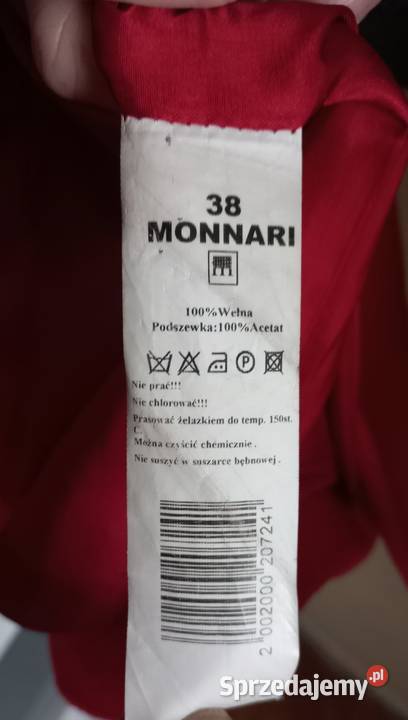 38
MONNARI
100%Wełna
Podszewka:100%Acetat
P
Nie prać!!!
Nie chlorować!!!
Prasować żelazkiem do temp. 150st.
C.
Można czyścić chemicznie .
Nie suszyć w suszarce bębnowej .
2 002000 207241
Sprzedajemy.pl